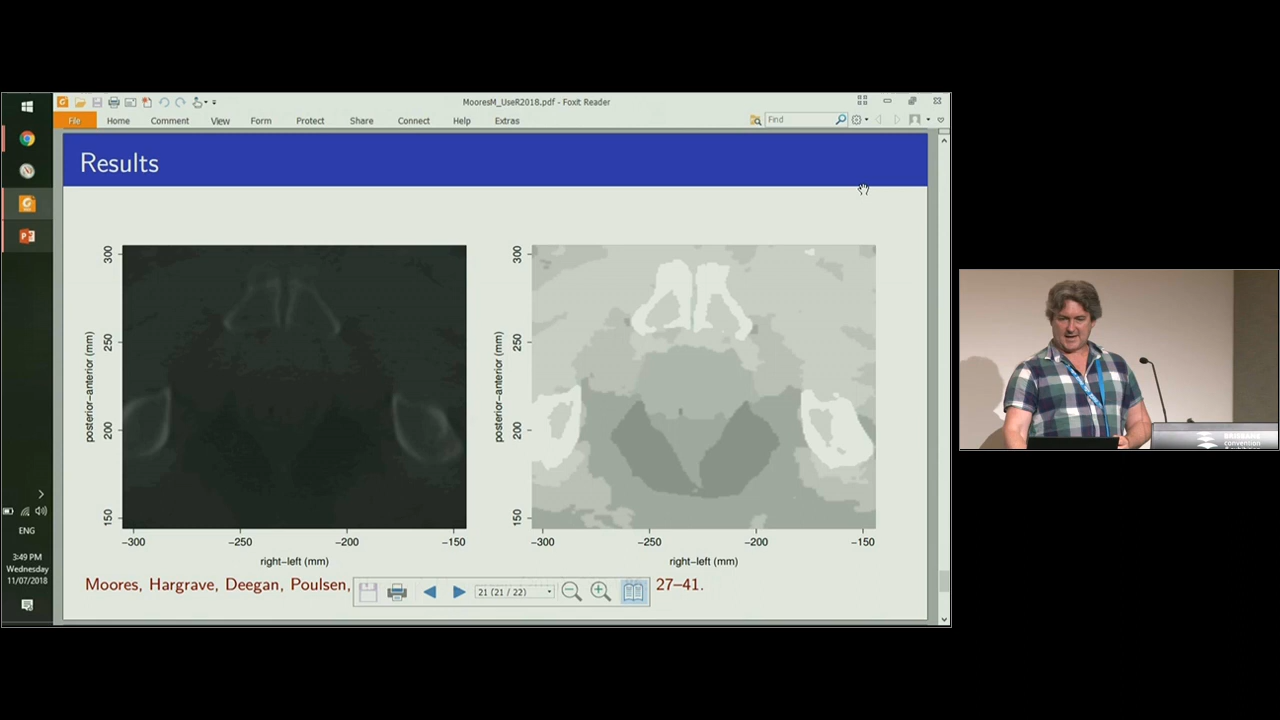 MooresM_UseR2018.pdf - Foxit Reader
File Home Comment View Form Protect Share Connect Help Extras Find
Results
300
250
200
150
posterior–anterior (mm)
−300 −250 −200 −150
right–left (mm)
300
250
200
150
posterior–anterior (mm)
−300 −250 −200 −150
right–left (mm)
Moores, Hargrave, Deegan, Poulsen, 27–41.
21 (21 / 22)
ENG
3:49 PM
Wednesday
11/07/2018
BRISBANE
convention
& exhibition